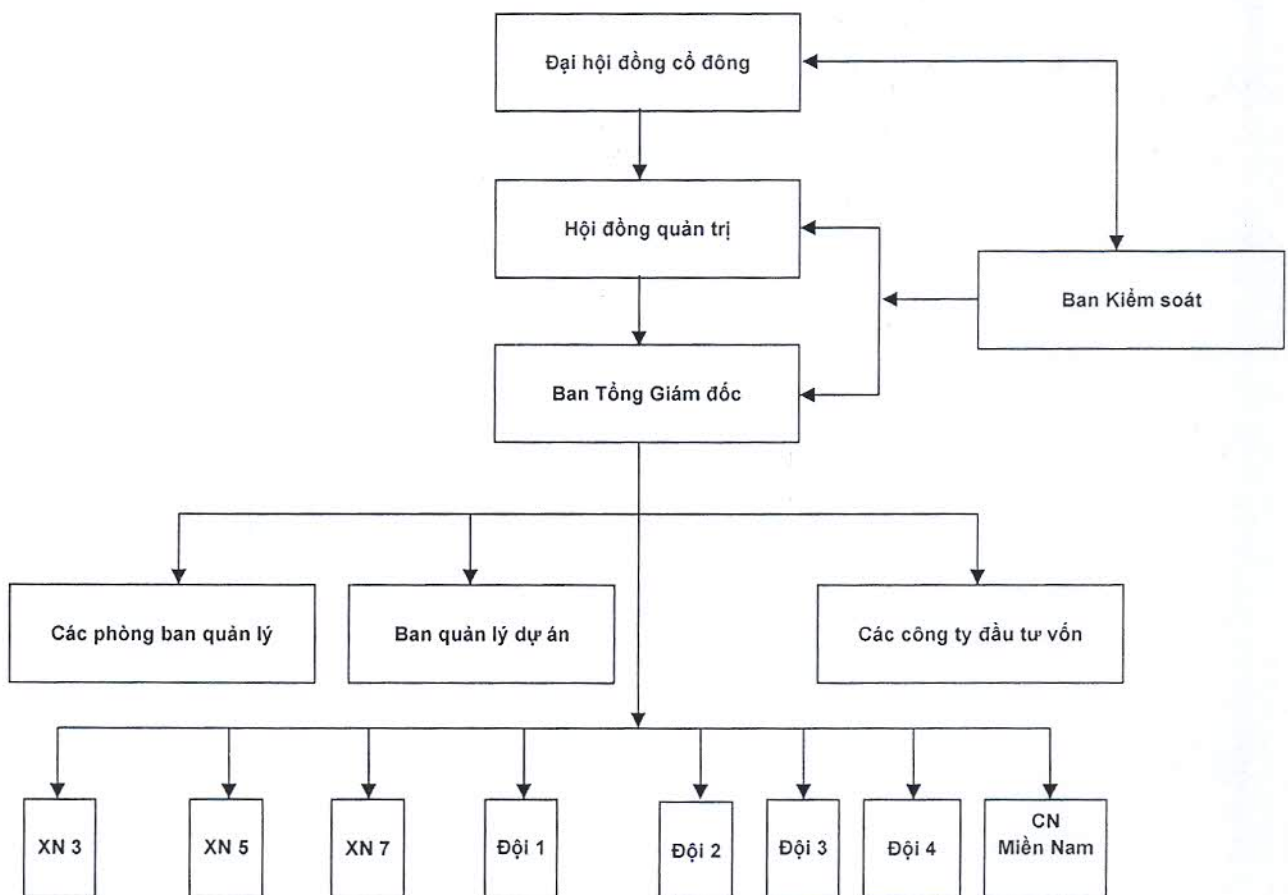 Đại hội đồng cổ đông
Hội đồng quản trị
Ban Kiểm soát
Ban Tổng Giám đốc
Các phòng ban quản lý
Ban quản lý dự án
Các công ty đầu tư vốn
XN 3
XN 5
XN 7
Đội 1
Đội 2
Đội 3
Đội 4
CN
Miền Nam